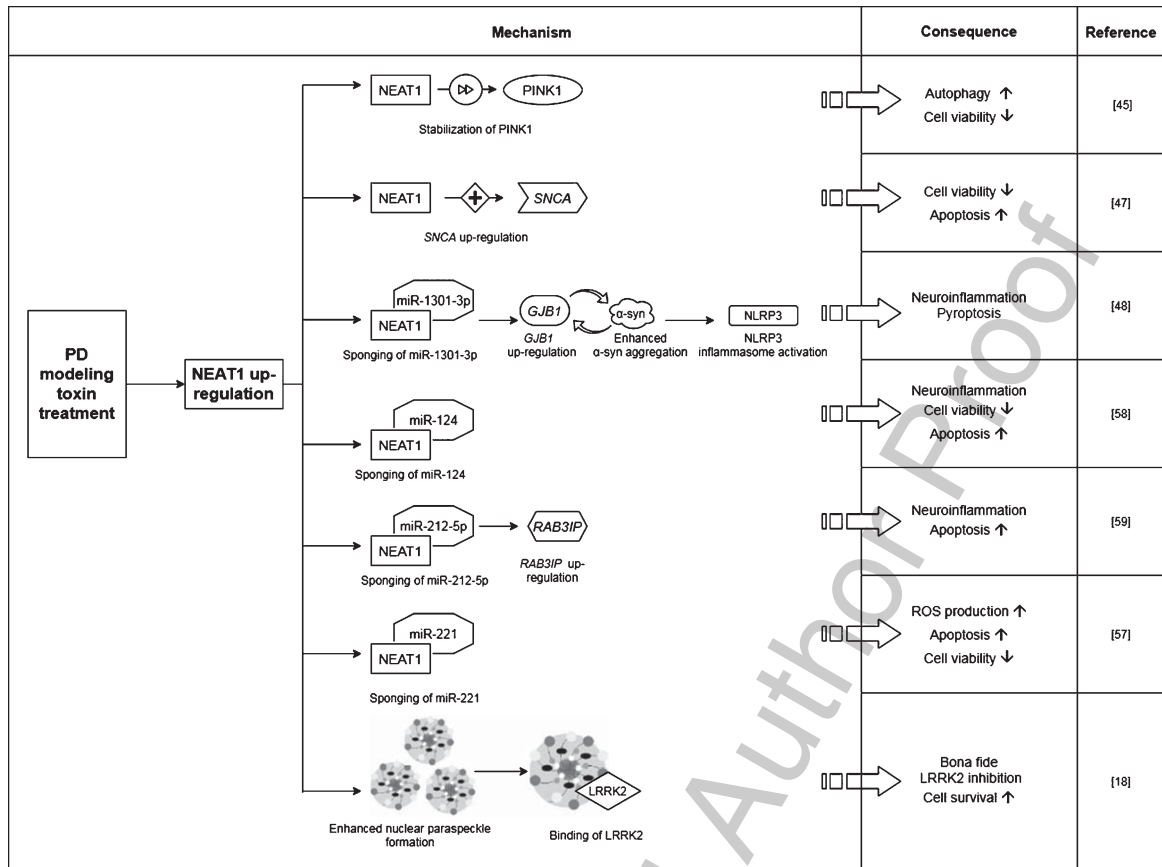 Mechanism
Consequence
Reference
PD
modeling
toxin
treatment
NEAT1 up-
regulation
NEAT1
PINK1
Stabilization of PINK1
Autophagy ↑
Cell viability ↓
[45]
NEAT1
SNCA
SNCA up-regulation
Cell viability ↓
Apoptosis ↑
[47]
miR-1301-3p
NEAT1
Sponging of miR-1301-3p
GJB1
GJB1
up-regulation
α-syn
Enhanced
α-syn aggregation
NLRP3
NLRP3
inflammasome activation
Neuroinflammation
Pyroptosis
[48]
miR-124
NEAT1
Sponging of miR-124
Neuroinflammation
Cell viability ↓
Apoptosis ↑
[58]
miR-212-5p
NEAT1
Sponging of miR-212-5p
RAB3IP
RAB3IP up-
regulation
Neuroinflammation
Apoptosis ↑
[59]
miR-221
NEAT1
Sponging of miR-221
ROS production ↑
Apoptosis ↑
Cell viability ↓
[57]
Enhanced nuclear paraspeckle
formation
LRRK2
Binding of LRRK2
Bona fide
LRRK2 inhibition
Cell survival ↑
[18]
Author Proof